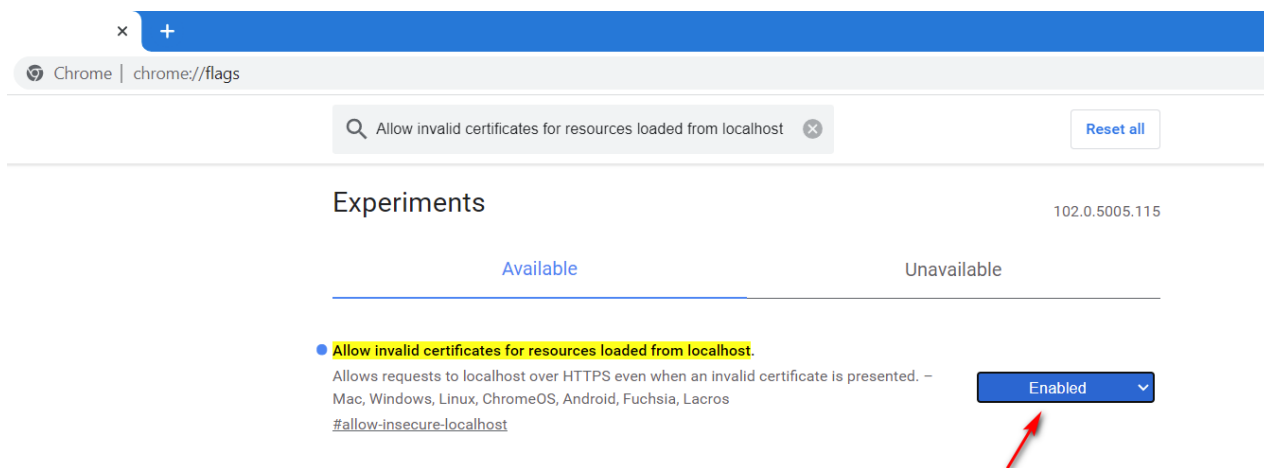 Chrome | chrome://flags
Allow invalid certificates for resources loaded from localhost
Reset all
Experiments
102.0.5005.115
Available
Unavailable
Allow invalid certificates for resources loaded from localhost.
Allows requests to localhost over HTTPS even when an invalid certificate is presented. –
Mac, Windows, Linux, ChromeOS, Android, Fuchsia, Lacros
#allow-insecure-localhost
Enabled